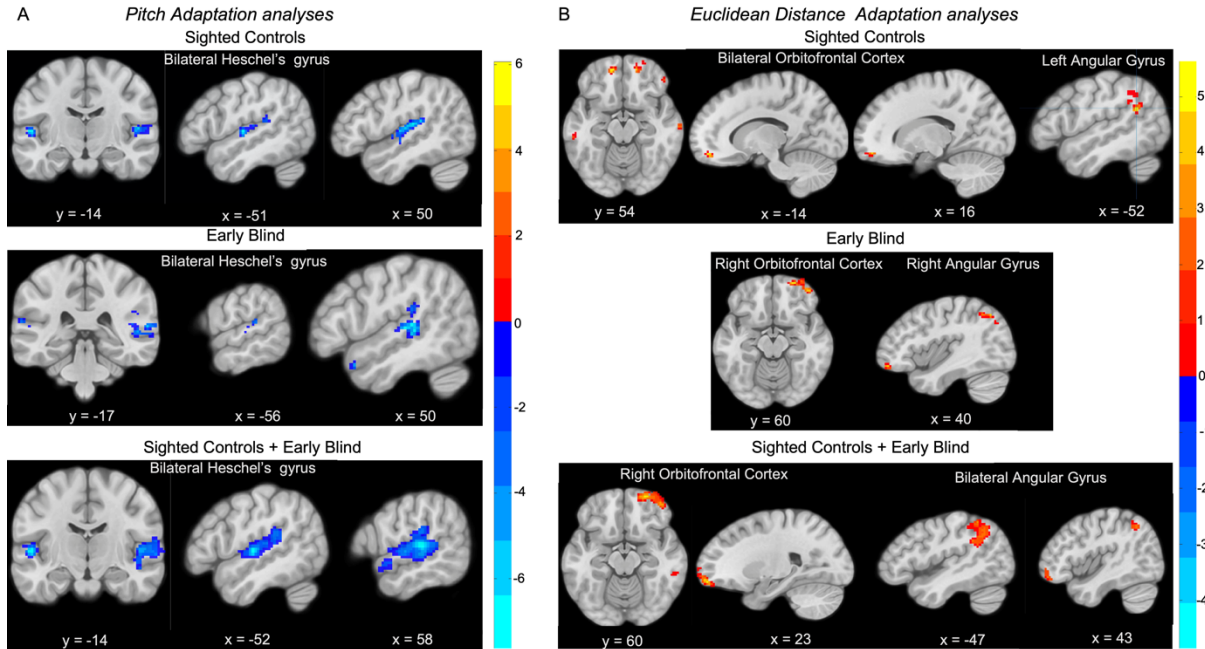 A
Pitch Adaptation analyses
Sighted Controls
Bilateral Heschel's gyrus
y = -14
x = -51
x = 50
Early Blind
Bilateral Heschel's gyrus
y = -17
x = -56
x = 50
Sighted Controls + Early Blind
Bilateral Heschel's gyrus
y = -14
x = -52
x = 58
6
4
2
0
-2
-4
-6
B
Euclidean Distance Adaptation analyses
Sighted Controls
Bilateral Orbitofrontal Cortex
Left Angular Gyrus
y = 54
x = -14
x = 16
x = -52
Early Blind
Right Orbitofrontal Cortex
Right Angular Gyrus
y = 60
x = 40
Sighted Controls + Early Blind
Right Orbitofrontal Cortex
Bilateral Angular Gyrus
y = 60
x = 23
x = -47
x = 43
5
4
3
2
1
0
-
-2
-3
-4